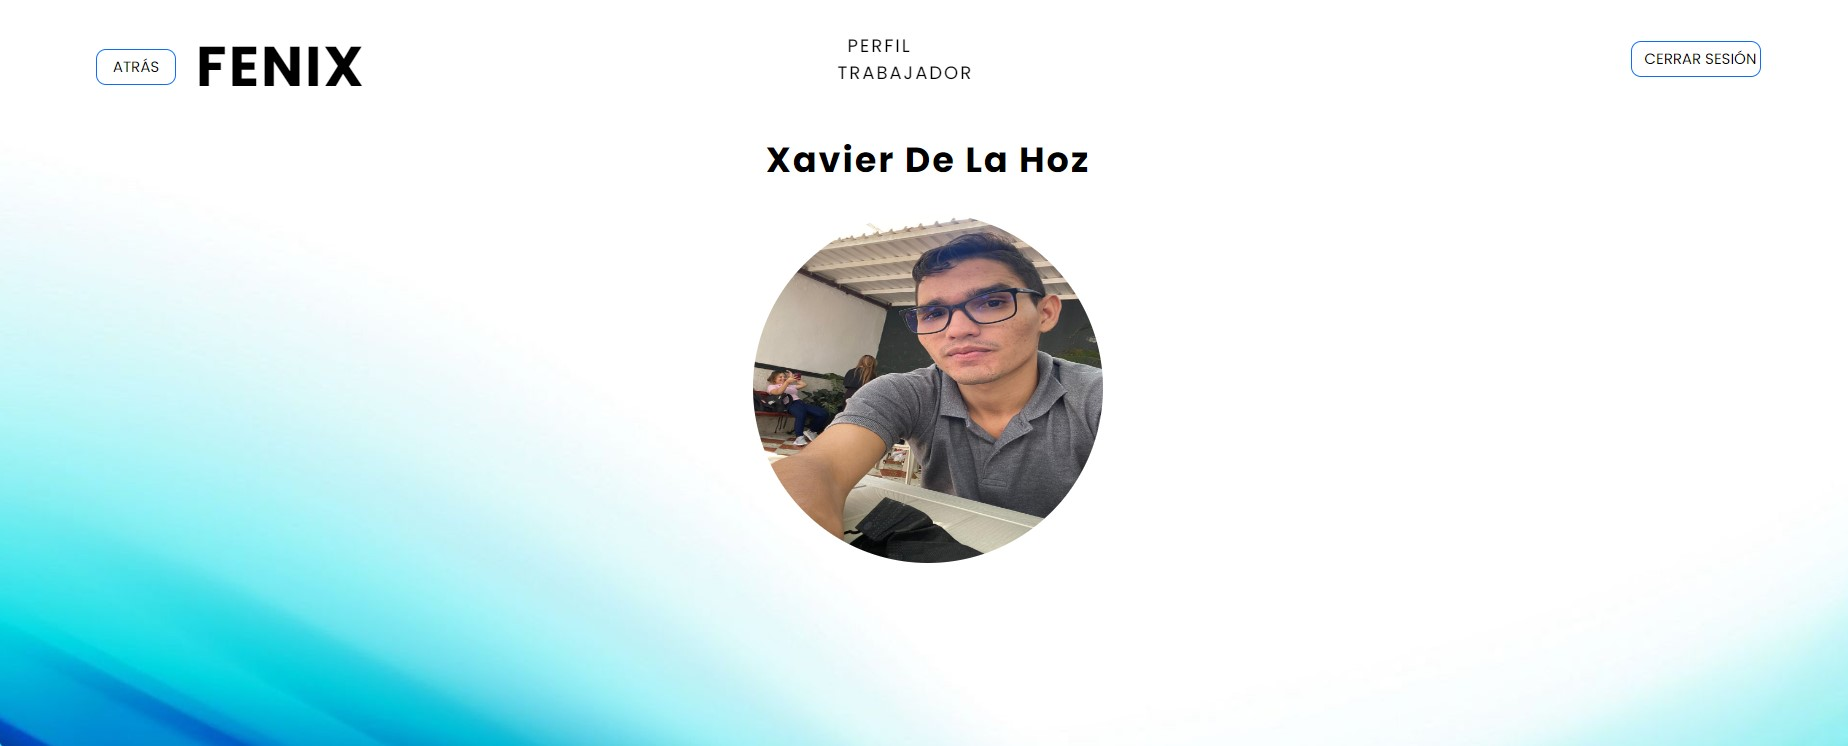 ATRÁS
FENIX
PERFIL
TRABAJADOR
CERRAR SESIÓN
Xavier De La Hoz